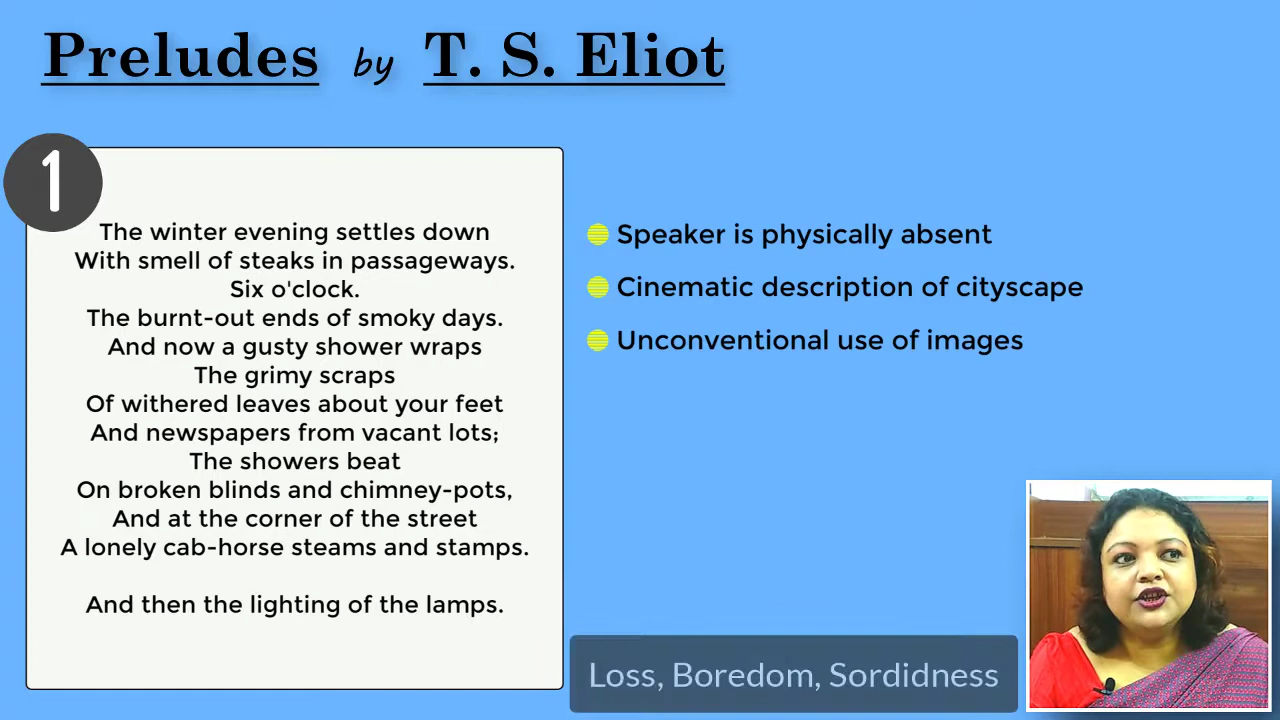 Preludes by T. S. Eliot
1
The winter evening settles down
With smell of steaks in passageways.
Six o'clock.
The burnt-out ends of smoky days.
And now a gusty shower wraps
The grimy scraps
Of withered leaves about your feet
And newspapers from vacant lots;
The showers beat
On broken blinds and chimney-pots,
And at the corner of the street
A lonely cab-horse steams and stamps.
And then the lighting of the lamps.
Speaker is physically absent
Cinematic description of cityscape
Unconventional use of images
Loss, Boredom, Sordidness